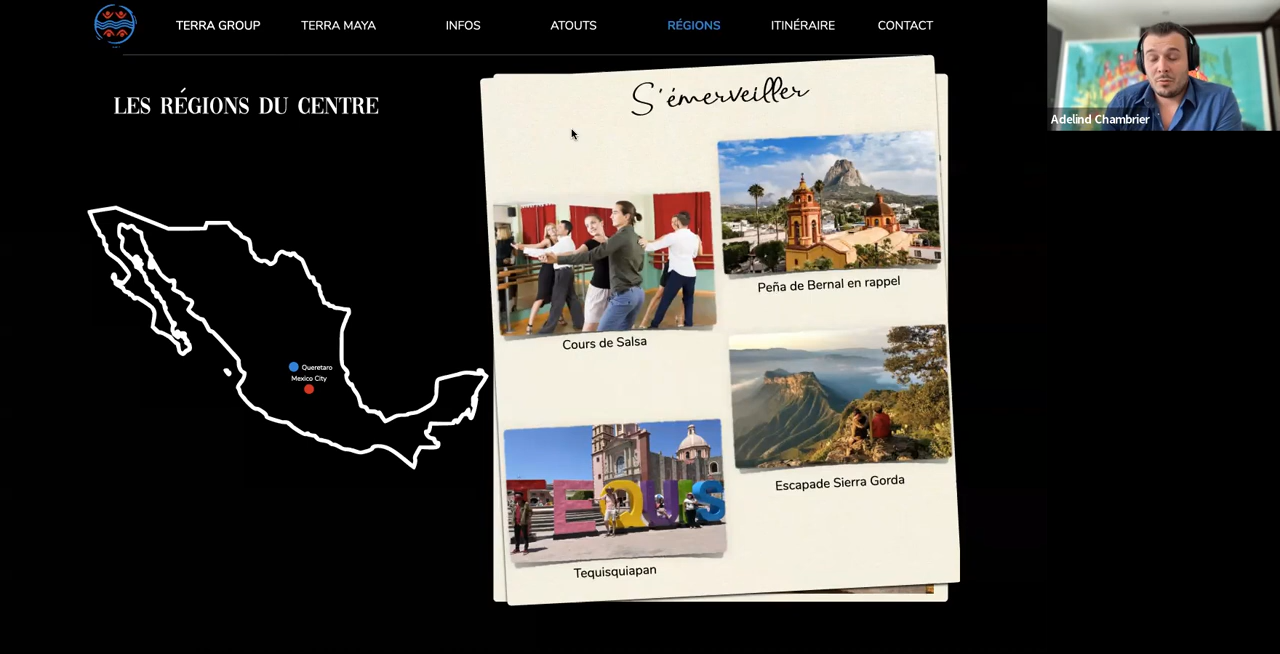 TERRA GROUP
TERRA MAYA
INFOS
ATOUTS
RÉGIONS
ITINÉRAIRE
CONTACT
Adelind Chambrier
LES RÉGIONS DU CENTRE
S'émerveiller
Peña de Bernal en rappel
Cours de Salsa
Queretaro
Mexico City
EQUIS
Escapade Sierra Gorda
Tequisquiapan